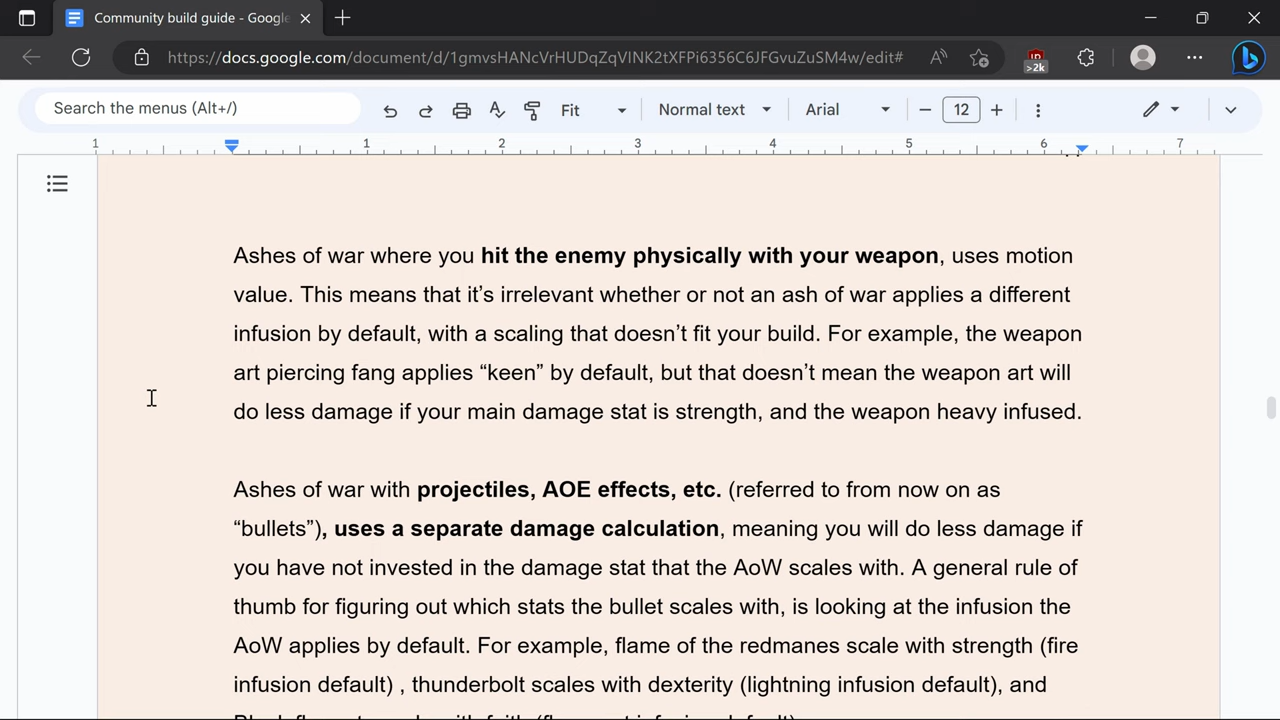 Community build guide - Google
https://docs.google.com/document/d/1gmvsHANcVrHUDqZqVINK2tXFPi6356C6JFGvuZuSM4w/edit#
>2k
Search the menus (Alt+/)
Fit
Normal text
Arial
12
1 1 2 3 4 5 6 7
Ashes of war where you hit the enemy physically with your weapon, uses motion
value. This means that it’s irrelevant whether or not an ash of war applies a different
infusion by default, with a scaling that doesn’t fit your build. For example, the weapon
art piercing fang applies “keen” by default, but that doesn’t mean the weapon art will
do less damage if your main damage stat is strength, and the weapon heavy infused.
Ashes of war with projectiles, AOE effects, etc. (referred to from now on as
“bullets”), uses a separate damage calculation, meaning you will do less damage if
you have not invested in the damage stat that the AoW scales with. A general rule of
thumb for figuring out which stats the bullet scales with, is looking at the infusion the
AoW applies by default. For example, flame of the redmanes scale with strength (fire
infusion default) , thunderbolt scales with dexterity (lightning infusion default), and